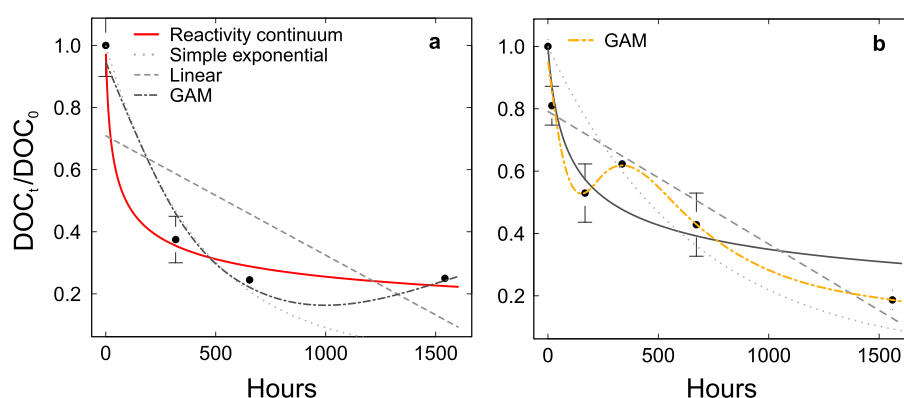 Reactivity continuum
Simple exponential
Linear
GAM
a
1.0
0.8
0.6
0.4
0.2
DOCt/DOC0
0 500 1000 1500
Hours
GAM
b
1.0
0.8
0.6
0.4
0.2
0 500 1000 1500
Hours